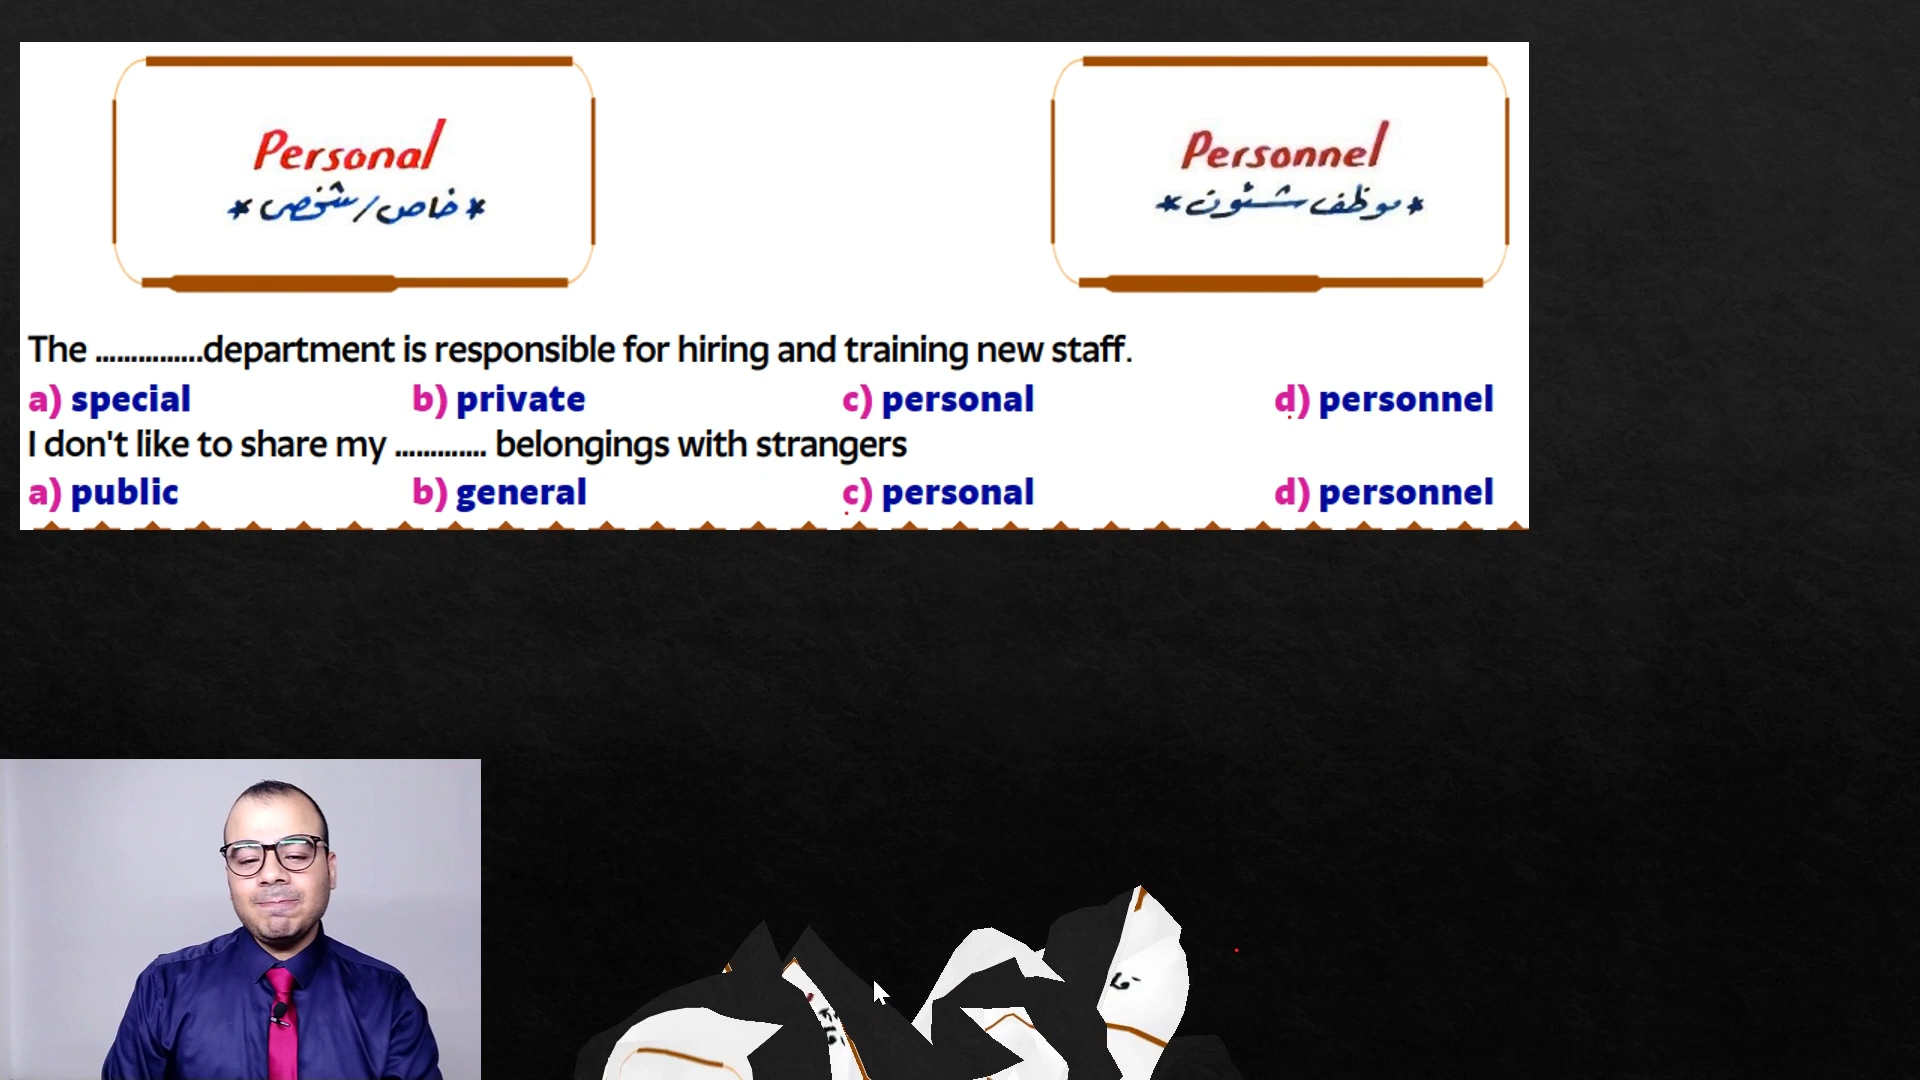 Personal
*خاص/شخصى*
Personnel
*موظف شئون*
The ...............department is responsible for hiring and training new staff.
a) special b) private c) personal d) personnel
I don't like to share my ............. belongings with strangers
a) public b) general c) personal d) personnel